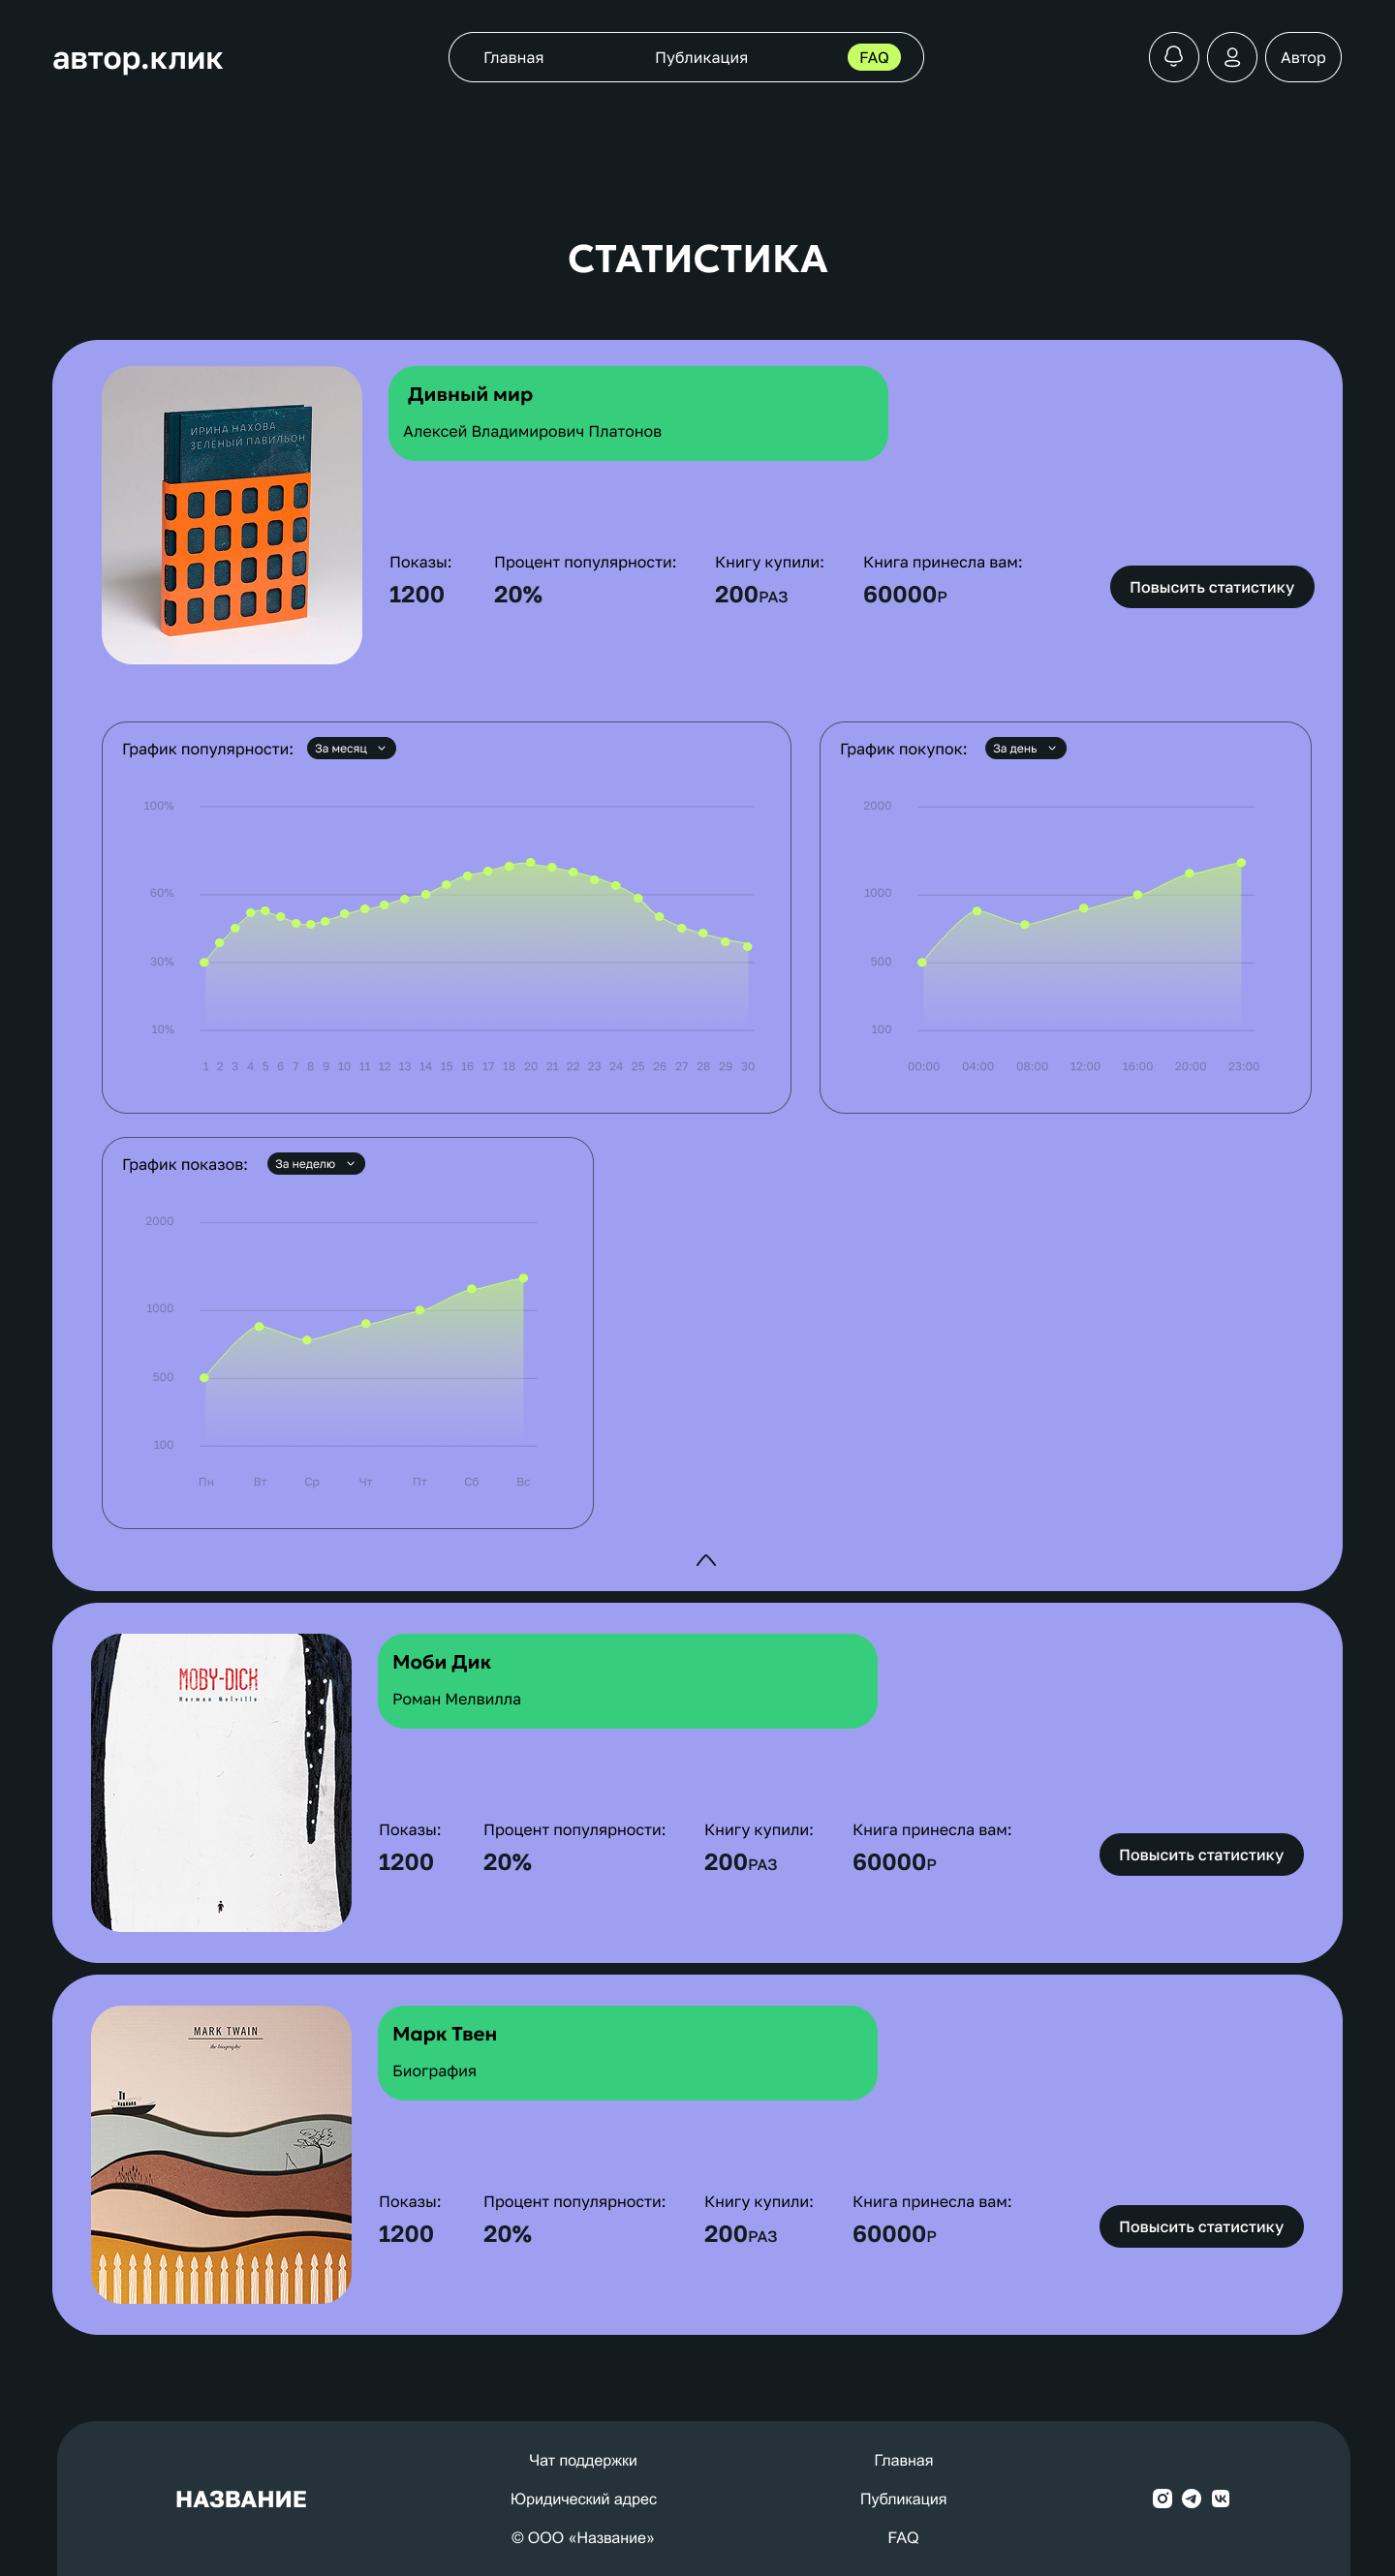 автор.клик
Главная
Публикация
FAQ
Автор
СТАТИСТИКА
ИРИНА НАХОВА
ЗЕЛЁНЫЙ ПАВИЛЬОН
Дивный мир
Алексей Владимирович Платонов
Показы:
Процент популярности:
Книгу купили:
Книга принесла вам:
1200
20%
200РАЗ
60000Р
Повысить статистику
График популярности:
За месяц
100%
60%
30%
10%
1 2 3 4 5 6 7 8 9 10 11 12 13 14 15 16 17 18 20 21 22 23 24 25 26 27 28 29 30
График покупок:
За день
2000
1000
500
100
00:00 04:00 08:00 12:00 16:00 20:00 23:00
График показов:
За неделю
2000
1000
500
100
Пн Вт Ср Чт Пт Сб Вс
MOBY-DICK
Herman Melville
Моби Дик
Роман Мелвилла
Показы:
Процент популярности:
Книгу купили:
Книга принесла вам:
1200
20%
200РАЗ
60000Р
Повысить статистику
MARK TWAIN
the biography
Марк Твен
Биография
Показы:
Процент популярности:
Книгу купили:
Книга принесла вам:
1200
20%
200РАЗ
60000Р
Повысить статистику
НАЗВАНИЕ
Чат поддержки
Юридический адрес
© ООО «Название»
Главная
Публикация
FAQ